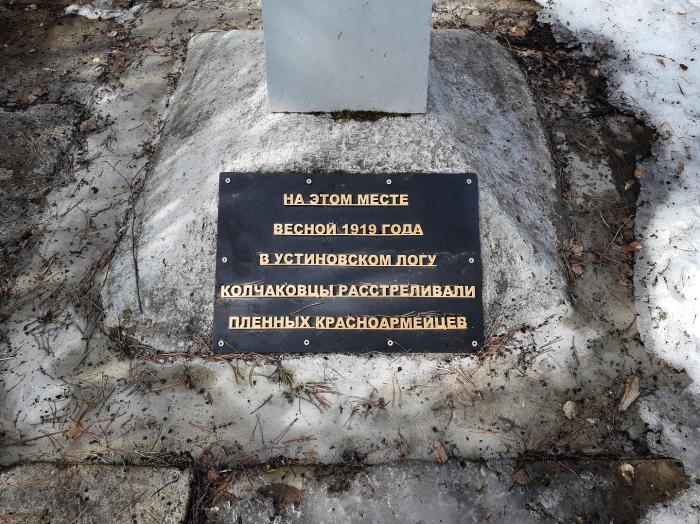 НА ЭТОМ МЕСТЕ
ВЕСНОЙ 1919 ГОДА
В УСТИНОВСКОМ ЛОГУ
КОЛЧАКОВЦЫ РАССТРЕЛИВАЛИ
ПЛЕННЫХ КРАСНОАРМЕЙЦЕВ